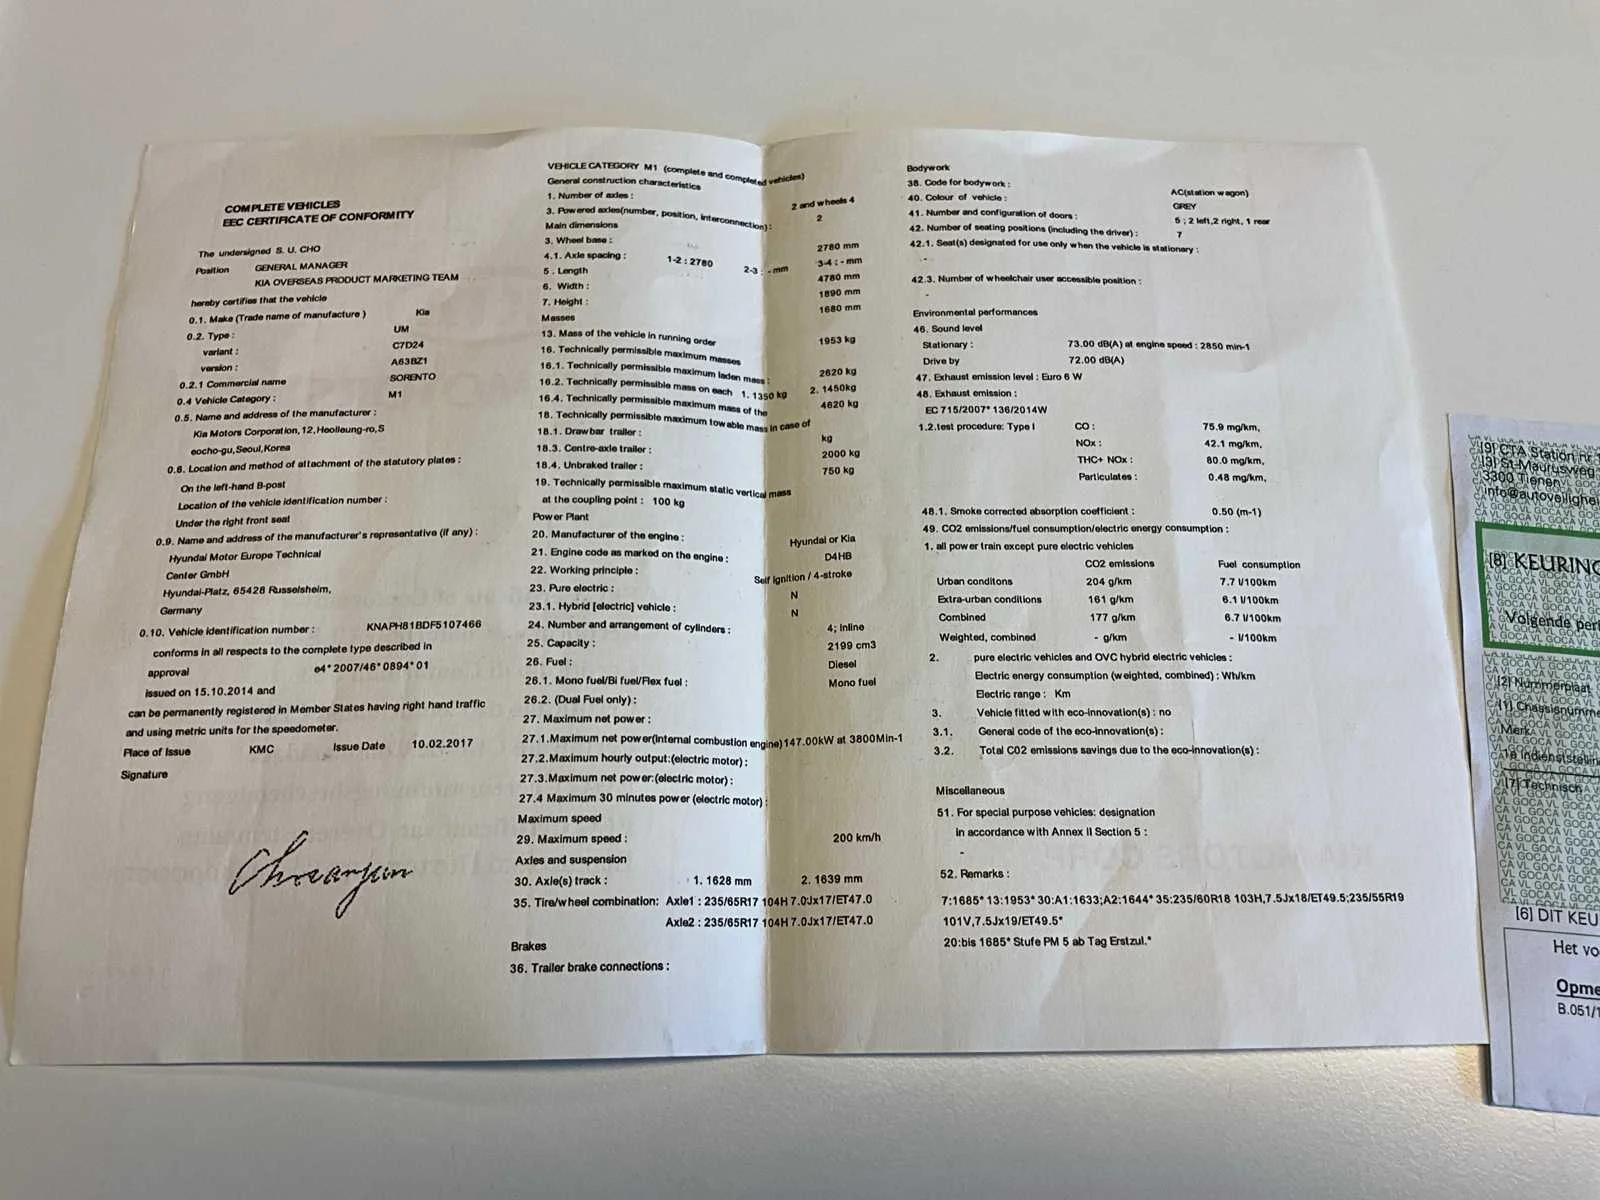 COMPLETE VEHICLES
EEC CERTIFICATE OF CONFORMITY
The undersigned S. U. CHO
Position GENERAL MANAGER
KIA OVERSEAS PRODUCT MARKETING TEAM
hereby certifies that the vehicle
0.1. Make (Trade name of manufacture ) Kia
0.2. Type : UM
variant : C7D24
version : A63BZ1
0.2.1 Commercial name SORENTO
0.4 Vehicle Category : M1
0.5. Name and address of the manufacturer :
Kia Motors Corporation, 12, Heolleung-ro, S
eocho-gu, Seoul, Korea
0.6. Location and method of attachment of the statutory plates :
On the left-hand B-post
Location of the vehicle identification number :
Under the right front seat
0.9. Name and address of the manufacturer's representative (if any) :
Hyundai Motor Europe Technical
Center GmbH
Hyundai-Platz, 65428 Russelsheim,
Germany
0.10. Vehicle identification number : KNAPH81BDF5107466
conforms in all respects to the complete type described in
approval e4* 2007/46* 0894* 01
issued on 15.10.2014 and
can be permanently registered in Member States having right hand traffic
and using metric units for the speedometer.
Place of Issue KMC Issue Date 10.02.2017
Signature
VEHICLE CATEGORY M1 (complete and completed vehicles)
General construction characteristics
1. Number of axles : 2 and wheels 4
3. Powered axles(number, position, interconnection) : 2
Main dimensions
3. Wheel base : 2780 mm
4.1. Axle spacing : 1-2 : 2780 2-3 : - mm 3-4 : - mm
5 . Length 4780 mm
6. Width : 1890 mm
7. Height : 1680 mm
Masses
13. Mass of the vehicle in running order 1953 kg
16. Technically permissible maximum masses
16.1. Technically permissible maximum laden mass : 2620 kg
16.2. Technically permissible mass on each 1. 1350 kg 2. 1450kg
16.4. Technically permissible maximum mass of the 4620 kg
18. Technically permissible maximum towable mass in case of
18.1. Drawbar trailer : kg
18.3. Centre-axle trailer : 2000 kg
18.4. Unbraked trailer : 750 kg
19. Technically permissible maximum static vertical mass
at the coupling point : 100 kg
Power Plant
20. Manufacturer of the engine : Hyundai or Kia
21. Engine code as marked on the engine : D4HB
22. Working principle : Self ignition / 4-stroke
23. Pure electric : N
23.1. Hybrid [electric] vehicle : N
24. Number and arrangement of cylinders : 4; inline
25. Capacity : 2199 cm3
26. Fuel : Diesel
26.1. Mono fuel/Bi fuel/Flex fuel : Mono fuel
26.2. (Dual Fuel only) :
27. Maximum net power :
27.1.Maximum net power(internal combustion engine)147.00kW at 3800Min-1
27.2.Maximum hourly output:(electric motor) :
27.3.Maximum net power:(electric motor) :
27.4 Maximum 30 minutes power (electric motor) :
Maximum speed
29. Maximum speed : 200 km/h
Axles and suspension
30. Axle(s) track : 1. 1628 mm 2. 1639 mm
35. Tire/wheel combination: Axle1 : 235/65R17 104H 7.0Jx17/ET47.0
Axle2 : 235/65R17 104H 7.0Jx17/ET47.0
Brakes
36. Trailer brake connections :
Bodywork
38. Code for bodywork : AC(station wagon)
40. Colour of vehicle : GREY
41. Number and configuration of doors : 5 ; 2 left,2 right, 1 rear
42. Number of seating positions (including the driver) : 7
42.1. Seat(s) designated for use only when the vehicle is stationary :
-
42.3. Number of wheelchair user accessible position :
-
Environmental performances
46. Sound level
Stationary : 73.00 dB(A) at engine speed : 2850 min-1
Drive by 72.00 dB(A)
47. Exhaust emission level : Euro 6 W
48. Exhaust emission :
EC 715/2007* 136/2014W
1.2.test procedure: Type I CO : 75.9 mg/km,
NOx : 42.1 mg/km,
THC+ NOx : 80.0 mg/km,
Particulates : 0.48 mg/km,
48.1. Smoke corrected absorption coefficient : 0.50 (m-1)
49. CO2 emissions/fuel consumption/electric energy consumption :
1. all power train except pure electric vehicles
CO2 emissions Fuel consumption
Urban conditons 204 g/km 7.7 l/100km
Extra-urban conditions 161 g/km 6.1 l/100km
Combined 177 g/km 6.7 l/100km
Weighted, combined - g/km - l/100km
2. pure electric vehicles and OVC hybrid electric vehicles :
Electric energy consumption (weighted, combined) : Wh/km
Electric range : Km
3. Vehicle fitted with eco-innovation(s) : no
3.1. General code of the eco-innovation(s) :
3.2. Total C02 emissions savings due to the eco-innovation(s) :
Miscellaneous
51. For special purpose vehicles: designation
in accordance with Annex II Section 5 :
-
52. Remarks :
7:1685* 13:1953* 30:A1:1633;A2:1644* 35:235/60R18 103H,7.5Jx18/ET49.5;235/55R19
101V,7.5Jx19/ET49.5*
20:bis 1685* Stufe PM 5 ab Tag Erstzul.*
[9] CTA Station nr
[3] St-Maurusweg
3300 Tienen
info@autoveilighei
[8] KEURING
Volgende peri
[2] Nummerplaat
[1] Chassisnumme
Merk
1e indienststellin
[7] Technisch
[6] DIT KEU
Het vo
Opme
B.051/1